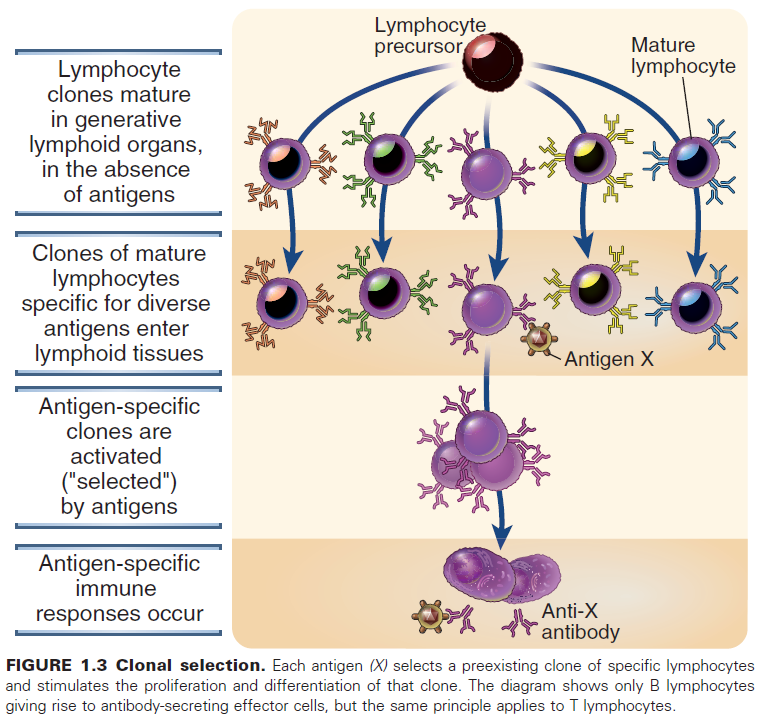 Lymphocyte
precursor
Mature
lymphocyte
Lymphocyte
clones mature
in generative
lymphoid organs,
in the absence
of antigens
Clones of mature
lymphocytes
specific for diverse
antigens enter
lymphoid tissues
Antigen X
Antigen-specific
clones are
activated
("selected")
by antigens
Antigen-specific
immune
responses occur
Anti-X
antibody
FIGURE 1.3 Clonal selection. Each antigen (X) selects a preexisting clone of specific lymphocytes
and stimulates the proliferation and differentiation of that clone. The diagram shows only B lymphocytes
giving rise to antibody-secreting effector cells, but the same principle applies to T lymphocytes.